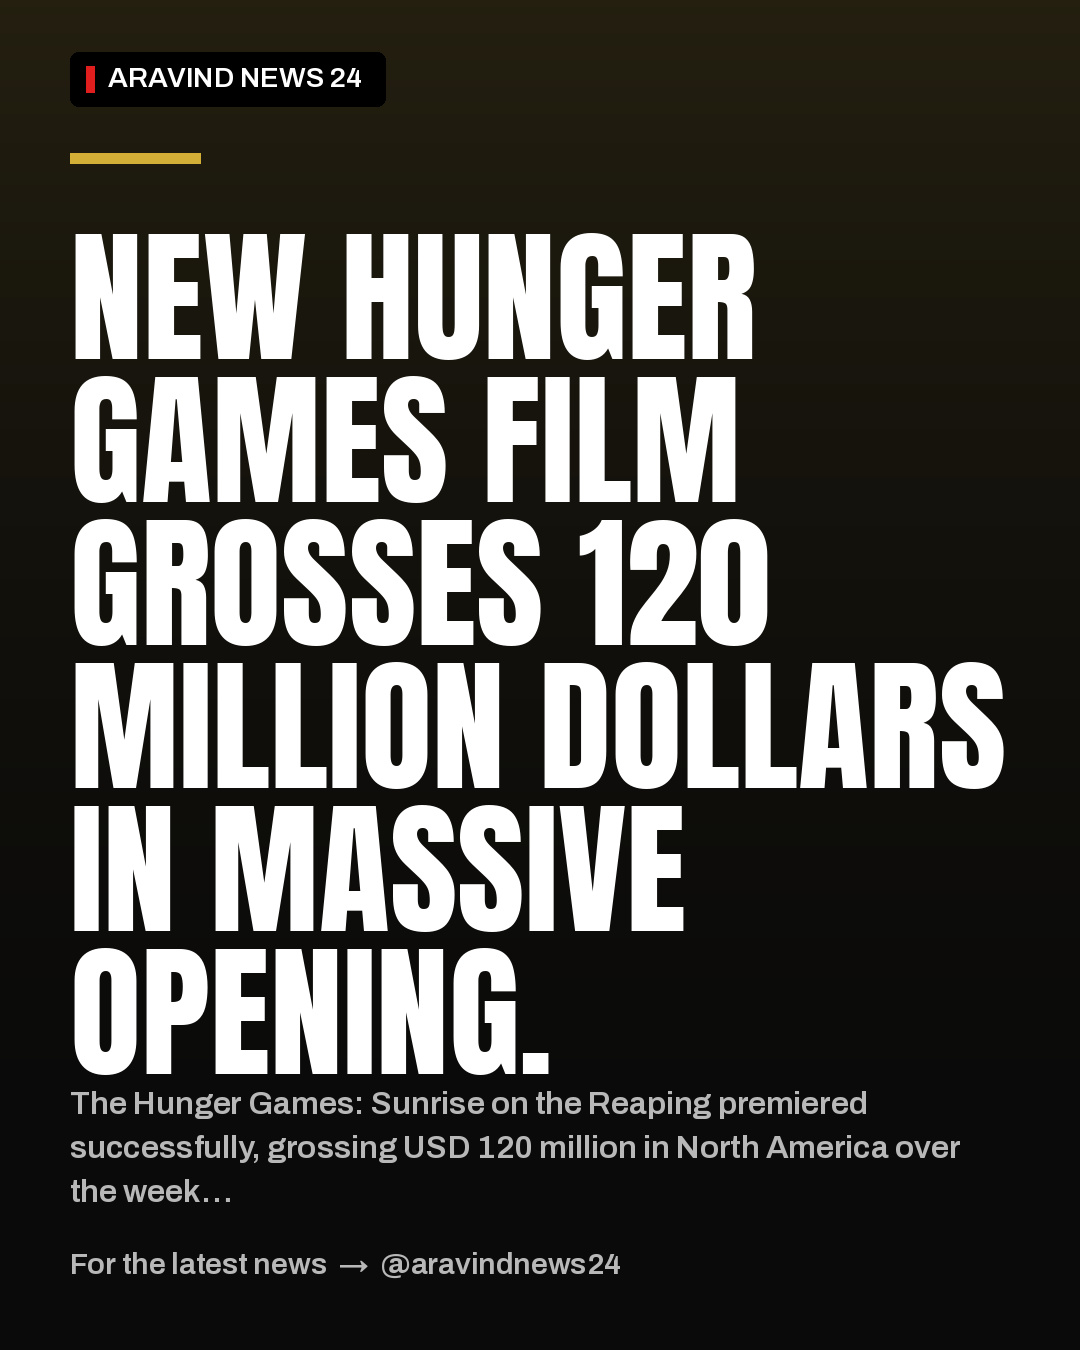 ARAVIND NEWS 24
NEW HUNGER
GAMES FILM
GROSSES 120
MILLION DOLLARS
IN MASSIVE
OPENING.
The Hunger Games: Sunrise on the Reaping premiered
successfully, grossing USD 120 million in North America over
the week…
For the latest news → @aravindnews24